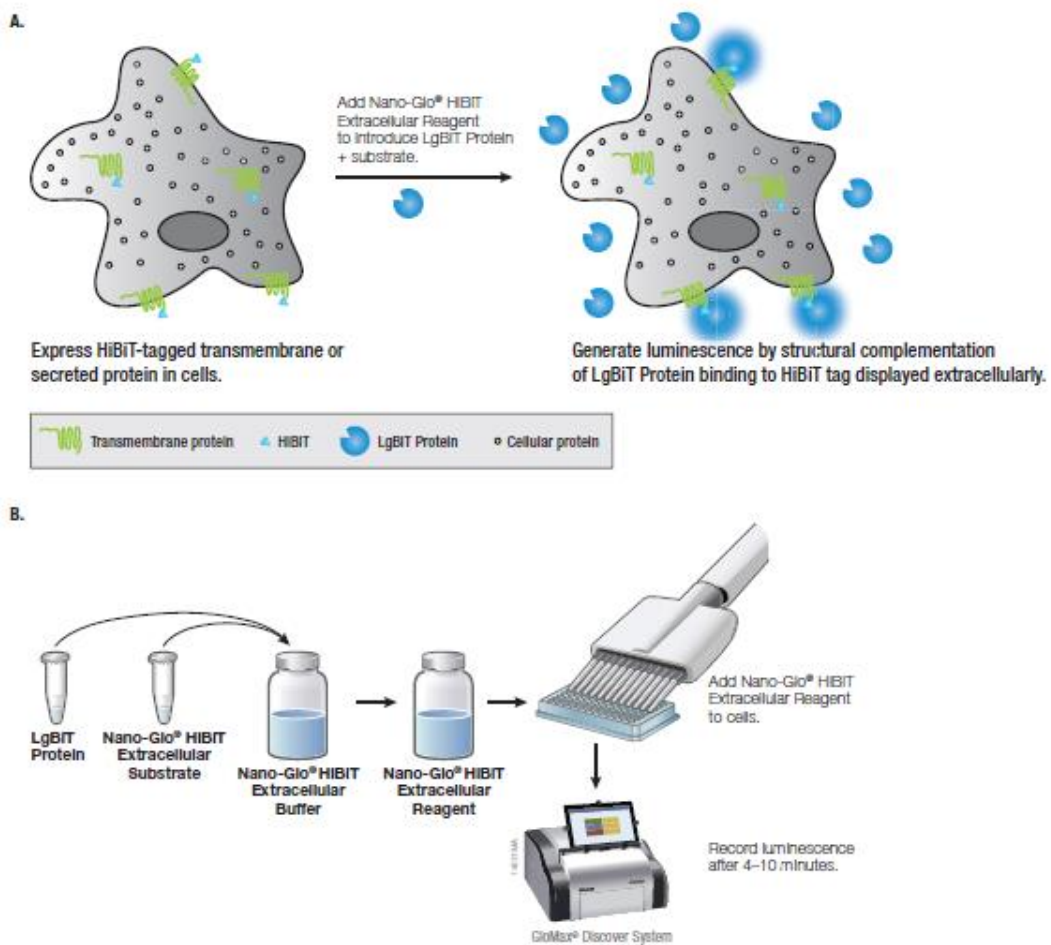 A.
Add Nano-Glo® HiBiT
Extracellular Reagent
to introduce LgBiT Protein
+ substrate.
Express HiBiT-tagged transmembrane or
secreted protein in cells.
Generate luminescence by structural complementation
of LgBiT Protein binding to HiBiT tag displayed extracellularly.
Transmembrane protein
HiBiT
LgBiT Protein
Cellular protein
B.
LgBiT
Protein
Nano-Glo® HiBiT
Extracellular
Substrate
Nano-Glo® HiBiT
Extracellular
Buffer
Nano-Glo® HiBiT
Extracellular
Reagent
Add Nano-Glo® HiBiT
Extracellular Reagent
to cells.
Record luminescence
after 4–10 minutes.
GloMax® Discover System